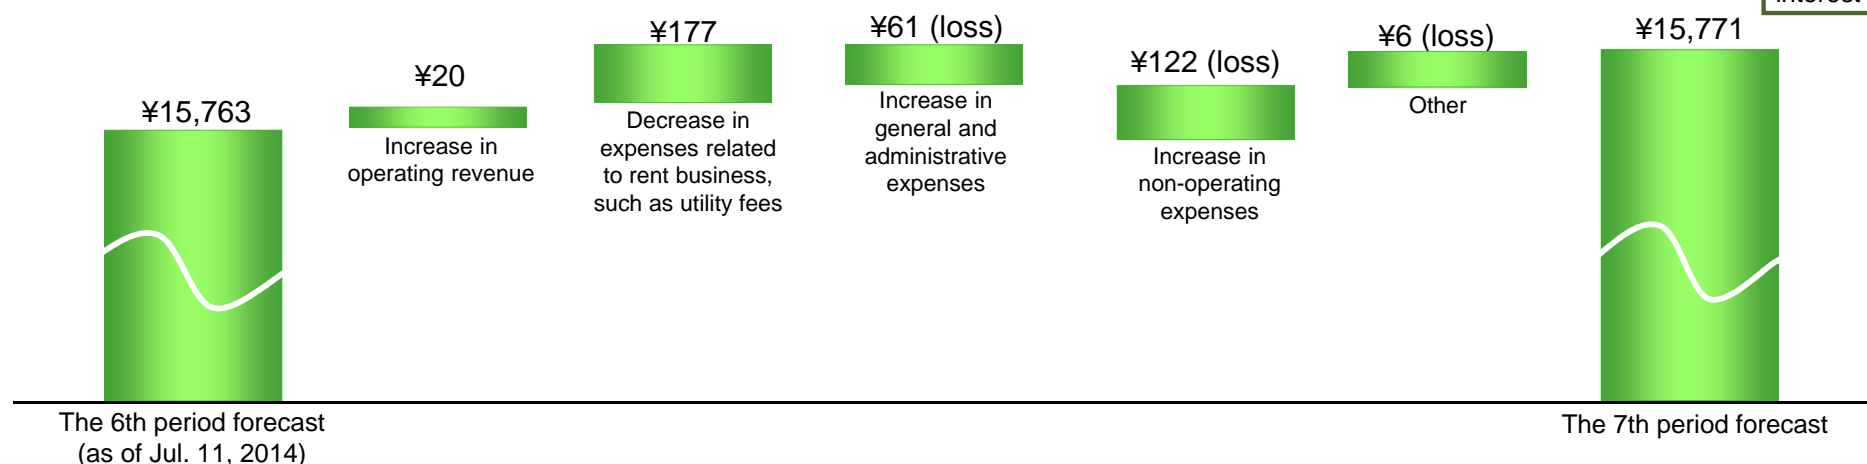 interest
¥15,763
¥20
¥177
¥61 (loss)
¥122 (loss)
¥6 (loss)
¥15,771
Increase in
operating revenue
Decrease in
expenses related
to rent business,
such as utility fees
Increase in
general and
administrative
expenses
Increase in
non-operating
expenses
Other
The 6th period forecast
(as of Jul. 11, 2014)
The 7th period forecast